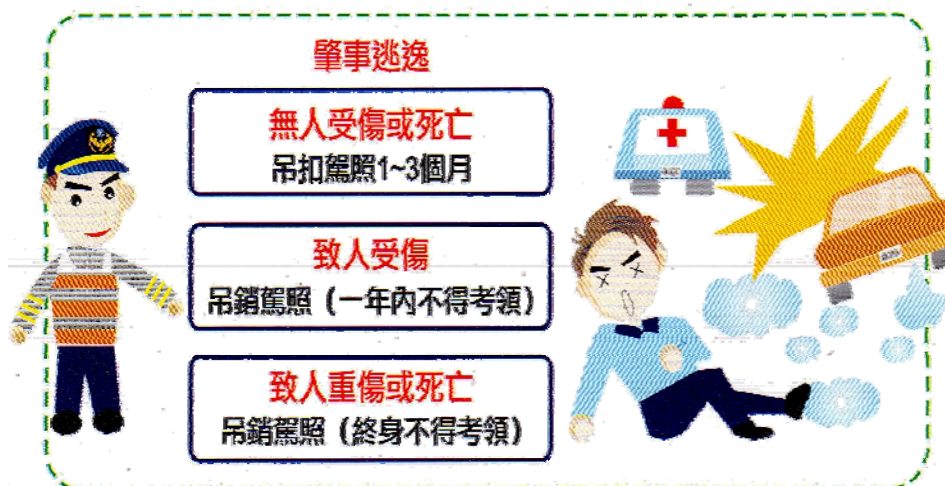 肇事逃逸
無人受傷或死亡
吊扣駕照1~3個月
致人受傷
吊銷駕照（一年內不得考領）
致人重傷或死亡
吊銷駕照（終身不得考領）